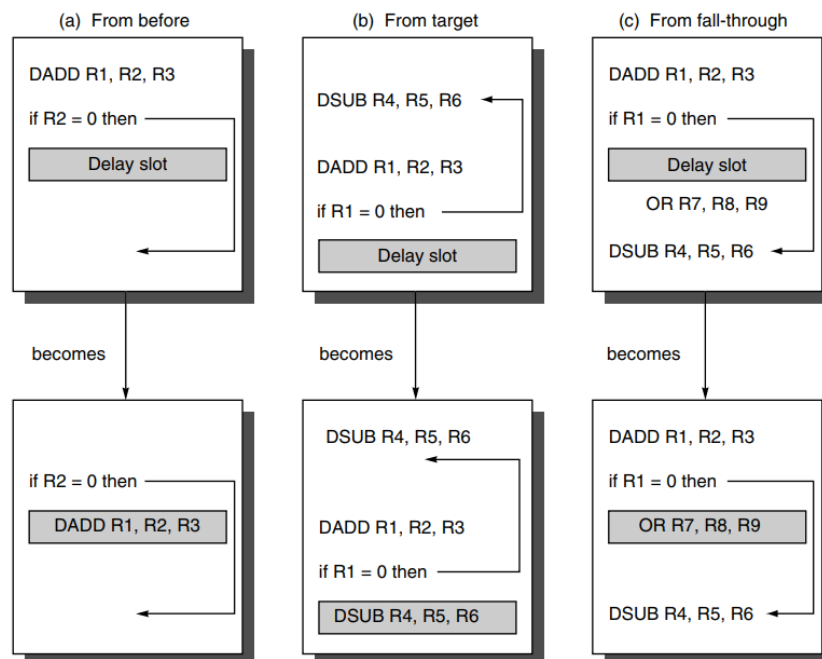 (a) From before
DADD R1, R2, R3
if R2 = 0 then
Delay slot
becomes
if R2 = 0 then
DADD R1, R2, R3
(b) From target
DSUB R4, R5, R6
DADD R1, R2, R3
if R1 = 0 then
Delay slot
becomes
DSUB R4, R5, R6
DADD R1, R2, R3
if R1 = 0 then
DSUB R4, R5, R6
(c) From fall-through
DADD R1, R2, R3
if R1 = 0 then
Delay slot
OR R7, R8, R9
DSUB R4, R5, R6
becomes
DADD R1, R2, R3
if R1 = 0 then
OR R7, R8, R9
DSUB R4, R5, R6